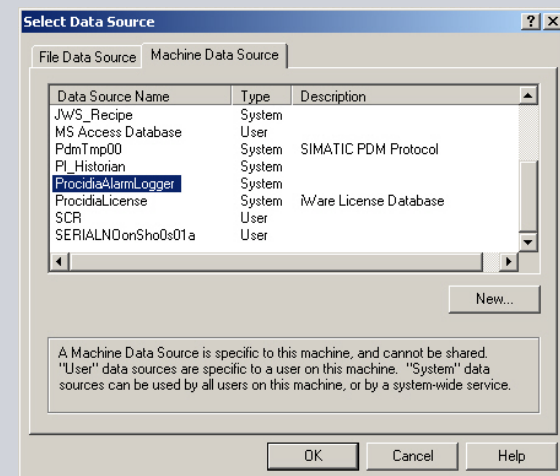 Select Data Source
File Data Source Machine Data Source
Data Source Name Type Description
JWS_Recipe System
MS Access Database User
PdmTmp00 System SIMATIC PDM Protocol
PI_Historian System
ProcidiaAlarmLogger System
ProcidiaLicense System iWare License Database
SCR User
SERIALNOonSho0s01a User
New...
A Machine Data Source is specific to this machine, and cannot be shared.
"User" data sources are specific to a user on this machine. "System" data
sources can be used by all users on this machine, or by a system-wide service.
OK Cancel Help